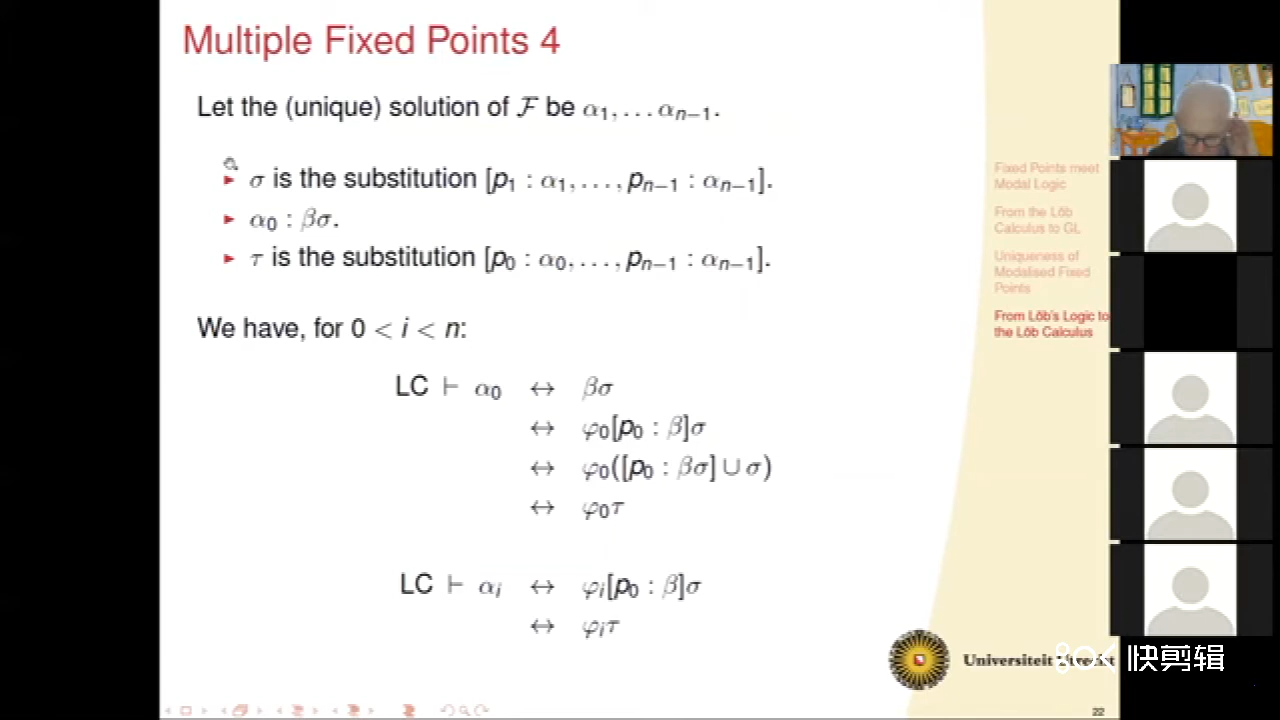 Multiple Fixed Points 4
Let the (unique) solution of ℱ be α₁, … αₙ₋₁.
► σ is the substitution [p₁ : α₁, … , pₙ₋₁ : αₙ₋₁].
► α₀ : βσ.
► τ is the substitution [p₀ : α₀, … , pₙ₋₁ : αₙ₋₁].
We have, for 0 < i < n:
LC ⊢ α₀ ↔ βσ
↔ φ₀[p₀ : β]σ
↔ φ₀([p₀ : βσ] ∪ σ)
↔ φ₀τ
LC ⊢ αᵢ ↔ φᵢ[p₀ : β]σ
↔ φᵢτ
Fixed Points meet
Modal Logic
From the Löb
Calculus to GL
Uniqueness of
Modalised Fixed
Points
From Löb's Logic to
the Löb Calculus
Universiteit Utrecht
快剪辑
22